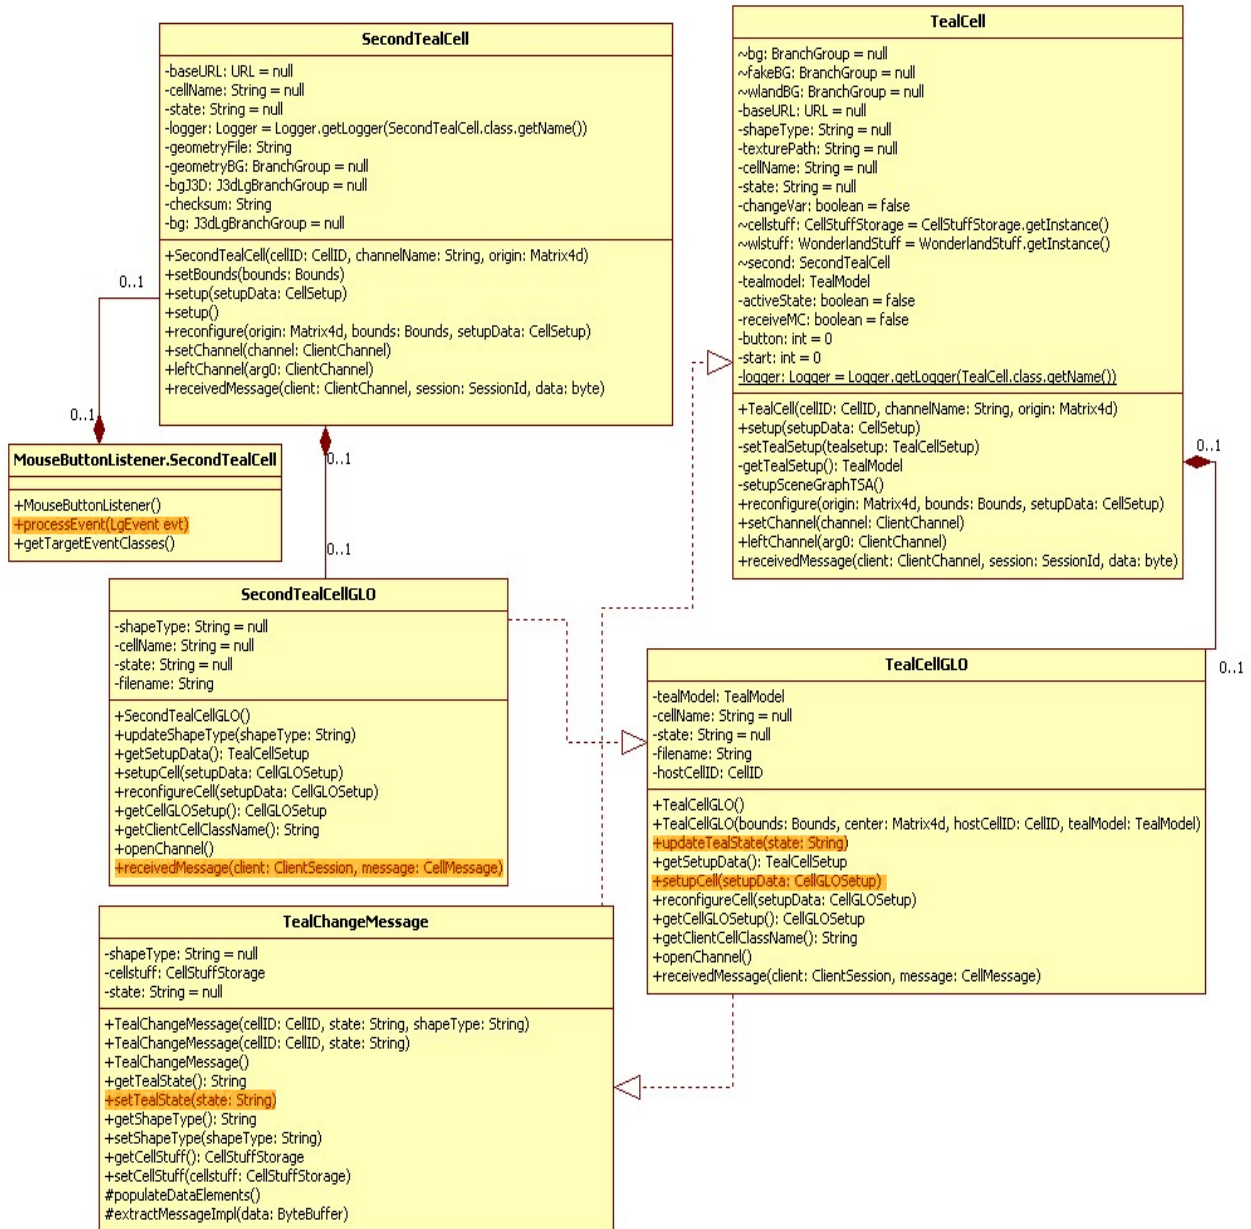 SecondTealCell
-baseURL: URL = null
-cellName: String = null
-state: String = null
-logger: Logger = Logger.getLogger(SecondTealCell.class.getName())
-geometryFile: String
-geometryBG: BranchGroup = null
-bgJ3D: J3dLgBranchGroup = null
-checksum: String
-bg: J3dLgBranchGroup = null
+SecondTealCell(cellID: CellID, channelName: String, origin: Matrix4d)
+setBounds(bounds: Bounds)
+setup(setupData: CellSetup)
+setup()
+reconfigure(origin: Matrix4d, bounds: Bounds, setupData: CellSetup)
+setChannel(channel: ClientChannel)
+leftChannel(arg0: ClientChannel)
+receivedMessage(client: ClientChannel, session: SessionId, data: byte)
TealCell
~bg: BranchGroup = null
~fakeBG: BranchGroup = null
~wlandBG: BranchGroup = null
-baseURL: URL = null
-shapeType: String = null
-texturePath: String = null
-cellName: String = null
-state: String = null
-changeVar: boolean = false
~cellstuff: CellStuffStorage = CellStuffStorage.getInstance()
~wlstuff: WonderlandStuff = WonderlandStuff.getInstance()
~second: SecondTealCell
-tealmodel: TealModel
-activeState: boolean = false
-receiveMC: boolean = false
-button: int = 0
-start: int = 0
-logger: Logger = Logger.getLogger(TealCell.class.getName())
+TealCell(cellID: CellID, channelName: String, origin: Matrix4d)
+setup(setupData: CellSetup)
-setTealSetup(tealsetup: TealCellSetup)
-getTealSetup(): TealModel
-setupSceneGraphTSA()
+reconfigure(origin: Matrix4d, bounds: Bounds, setupData: CellSetup)
+setChannel(channel: ClientChannel)
+leftChannel(arg0: ClientChannel)
+receivedMessage(client: ClientChannel, session: SessionId, data: byte)
0..1
0..1
MouseButtonListener.SecondTealCell
+MouseButtonListener()
+processEvent(LgEvent evt)
+getTargetEventClasses()
0..1
0..1
0..1
0..1
SecondTealCellGLO
-shapeType: String = null
-cellName: String = null
-state: String = null
-filename: String
+SecondTealCellGLO()
+updateShapeType(shapeType: String)
+getSetupData(): TealCellSetup
+setupCell(setupData: CellGLOSetup)
+reconfigureCell(setupData: CellGLOSetup)
+getCellGLOSetup(): CellGLOSetup
+getClientCellClassName(): String
+openChannel()
+receivedMessage(client: ClientSession, message: CellMessage)
TealCellGLO
-tealModel: TealModel
-cellName: String = null
-state: String = null
-filename: String
-hostCellID: CellID
+TealCellGLO()
+TealCellGLO(bounds: Bounds, center: Matrix4d, hostCellID: CellID, tealModel: TealModel)
+updateTealState(state: String)
+getSetupData(): TealCellSetup
+setupCell(setupData: CellGLOSetup)
+reconfigureCell(setupData: CellGLOSetup)
+getCellGLOSetup(): CellGLOSetup
+getClientCellClassName(): String
+openChannel()
+receivedMessage(client: ClientSession, message: CellMessage)
TealChangeMessage
-shapeType: String = null
-cellstuff: CellStuffStorage
-state: String = null
+TealChangeMessage(cellID: CellID, state: String, shapeType: String)
+TealChangeMessage(cellID: CellID, state: String)
+TealChangeMessage()
+getTealState(): String
+setTealState(state: String)
+getShapeType(): String
+setShapeType(shapeType: String)
+getCellStuff(): CellStuffStorage
+setCellStuff(cellstuff: CellStuffStorage)
#populateDataElements()
#extractMessageImpl(data: ByteBuffer)